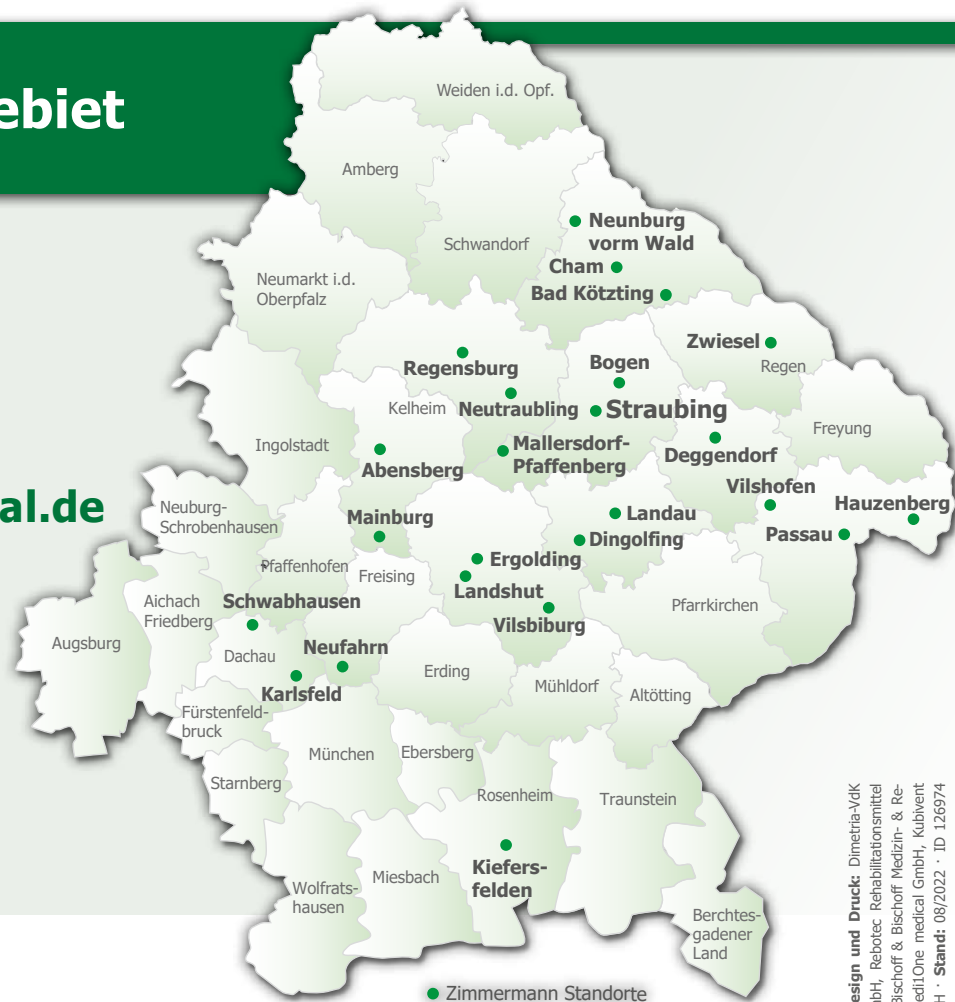 ebiet
al.de
Weiden i.d. Opf.
Amberg
Schwandorf
Neunburg
vorm Wald
Cham
Bad Kötzting
Neumarkt i.d.
Oberpfalz
Zwiesel
Regen
Regensburg
Bogen
Kelheim
Neutraubling
Straubing
Freyung
Ingolstadt
Abensberg
Mallersdorf-
Pfaffenberg
Deggendorf
Vilshofen
Hauzenberg
Neuburg-
Schrobenhausen
Mainburg
Landau
Passau
Dingolfing
Pfaffenhofen
Freising
Ergolding
Landshut
Aichach
Friedberg
Schwabhausen
Pfarrkirchen
Vilsbiburg
Augsburg
Dachau
Neufahrn
Erding
Mühldorf
Altötting
Karlsfeld
Fürstenfeld-
bruck
München
Ebersberg
Starnberg
Rosenheim
Traunstein
Kiefers-
felden
Wolfrats-
hausen
Miesbach
Berchtes-
gadener
Land
Zimmermann Standorte
esign und Druck: Dimetria-VdK
bH, Rebotec Rehabilitationsmittel
Bischoff & Bischoff Medizin- & Re-
edi1One medical GmbH, Kubivent
H · Stand: 08/2022 · ID 126974